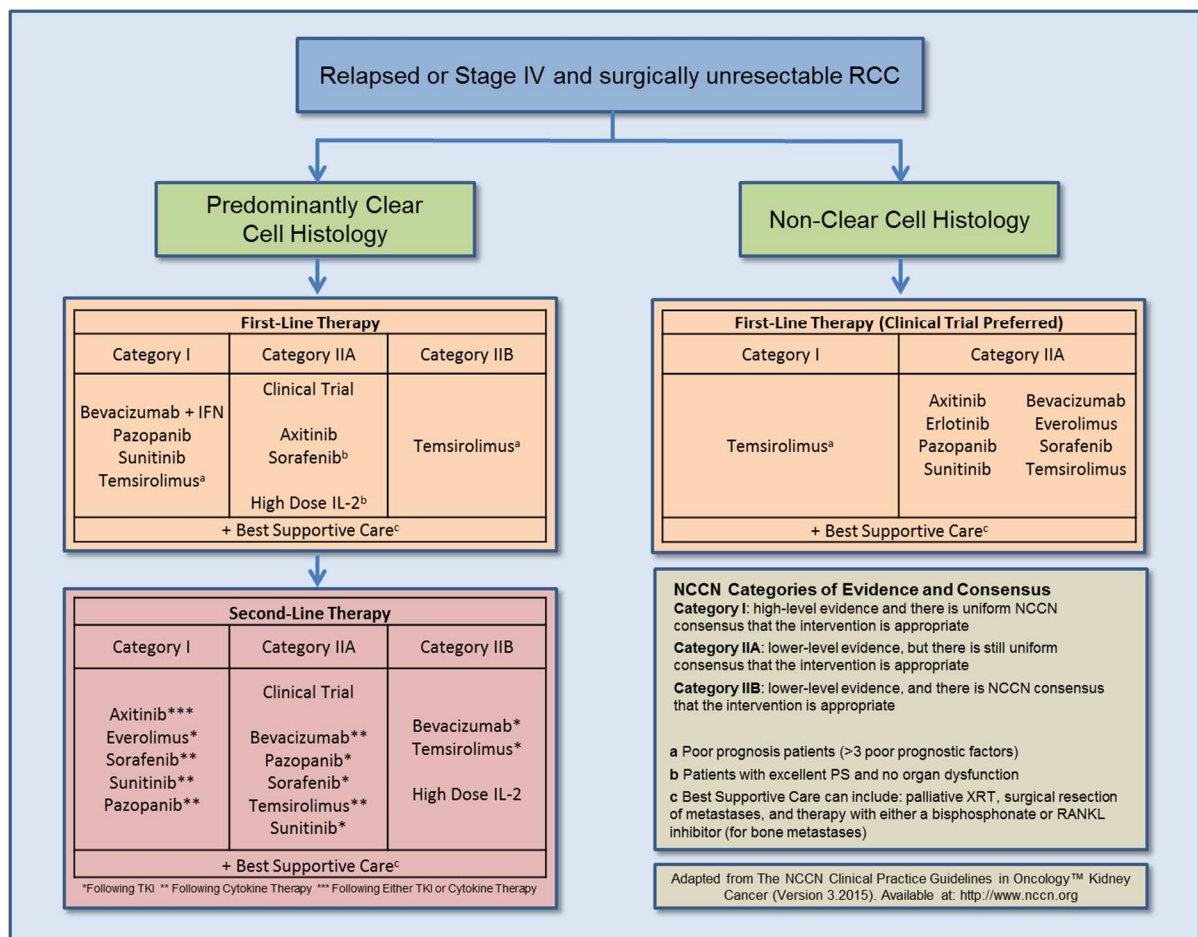 Relapsed or Stage IV and surgically unresectable RCC
Predominantly Clear
Cell Histology
Non-Clear Cell Histology
First-Line Therapy
Category I
Category IIA
Category IIB
Bevacizumab + IFN
Pazopanib
Sunitinib
Temsirolimusᵃ
Clinical Trial
Axitinib
Sorafenibᵇ
High Dose IL-2ᵇ
Temsirolimusᵃ
+ Best Supportive Careᶜ
First-Line Therapy (Clinical Trial Preferred)
Category I
Category IIA
Temsirolimusᵃ
Axitinib
Erlotinib
Pazopanib
Sunitinib
Bevacizumab
Everolimus
Sorafenib
Temsirolimus
+ Best Supportive Careᶜ
Second-Line Therapy
Category I
Category IIA
Category IIB
Axitinib***
Everolimus*
Sorafenib**
Sunitinib**
Pazopanib**
Clinical Trial
Bevacizumab**
Pazopanib*
Sorafenib*
Temsirolimus**
Sunitinib*
Bevacizumab*
Temsirolimus*
High Dose IL-2
+ Best Supportive Careᶜ
*Following TKI ** Following Cytokine Therapy *** Following Either TKI or Cytokine Therapy
NCCN Categories of Evidence and Consensus
Category I: high-level evidence and there is uniform NCCN
consensus that the intervention is appropriate
Category IIA: lower-level evidence, but there is still uniform
consensus that the intervention is appropriate
Category IIB: lower-level evidence, and there is NCCN consensus
that the intervention is appropriate
a Poor prognosis patients (>3 poor prognostic factors)
b Patients with excellent PS and no organ dysfunction
c Best Supportive Care can include: palliative XRT, surgical resection
of metastases, and therapy with either a bisphosphonate or RANKL
inhibitor (for bone metastases)
Adapted from The NCCN Clinical Practice Guidelines in Oncology™ Kidney
Cancer (Version 3.2015). Available at: http://www.nccn.org